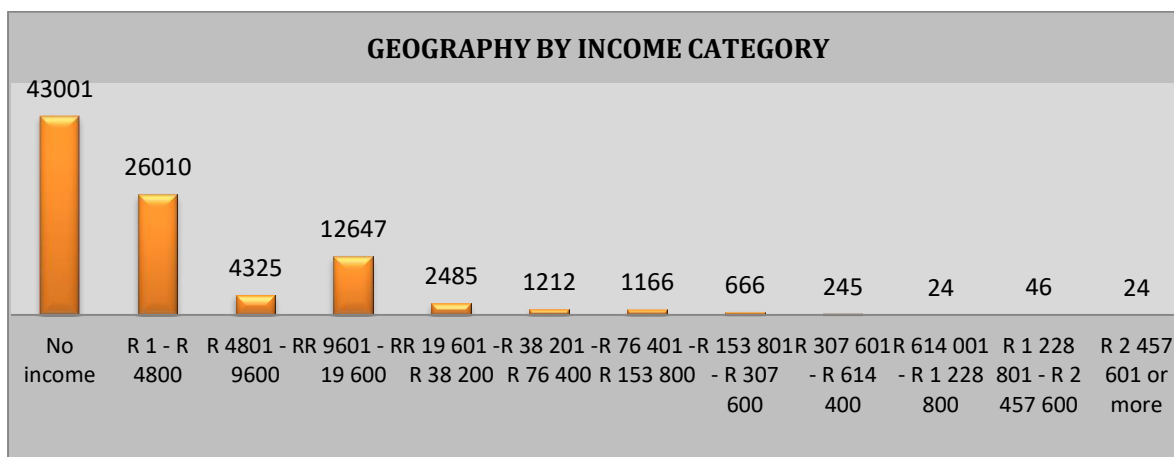 GEOGRAPHY BY INCOME CATEGORY
43001
26010
4325
12647
2485
1212
1166
666
245
24
46
24
No
income
R 1 - R
4800
R 4801 - R
9600
R 9601 - R
19 600
R 19 601 -
R 38 200
R 38 201 -
R 76 400
R 76 401 -
R 153 800
R 153 801
- R 307
600
R 307 601
- R 614
400
R 614 001
- R 1 228
800
R 1 228
801 - R 2
457 600
R 2 457
601 or
more